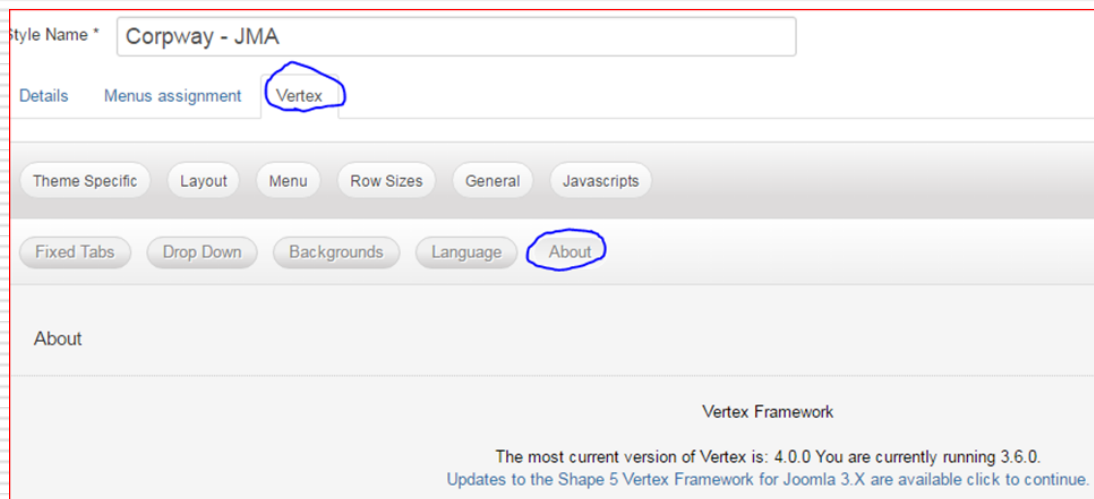 Style Name * Corpway - JMA
Details Menus assignment Vertex
Theme Specific Layout Menu Row Sizes General Javascripts
Fixed Tabs Drop Down Backgrounds Language About
About
Vertex Framework
The most current version of Vertex is: 4.0.0 You are currently running 3.6.0.
Updates to the Shape 5 Vertex Framework for Joomla 3.X are available click to continue.